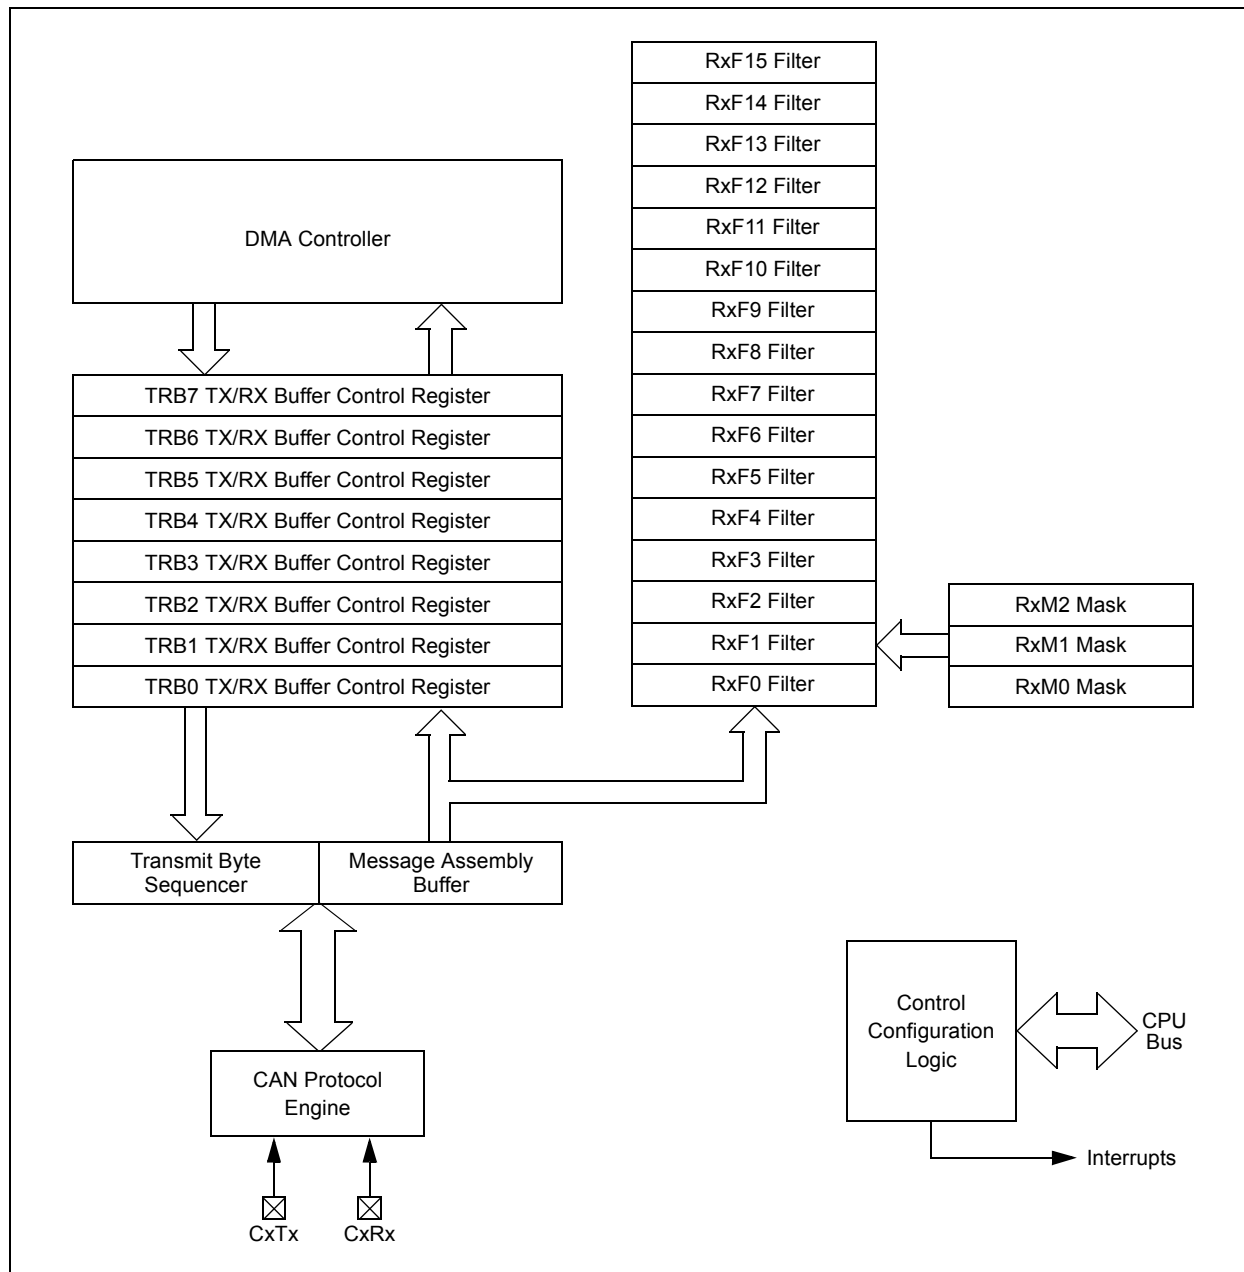 RxF15 Filter
RxF14 Filter
RxF13 Filter
RxF12 Filter
RxF11 Filter
RxF10 Filter
RxF9 Filter
RxF8 Filter
RxF7 Filter
RxF6 Filter
RxF5 Filter
RxF4 Filter
RxF3 Filter
RxF2 Filter
RxF1 Filter
RxF0 Filter
DMA Controller
TRB7 TX/RX Buffer Control Register
TRB6 TX/RX Buffer Control Register
TRB5 TX/RX Buffer Control Register
TRB4 TX/RX Buffer Control Register
TRB3 TX/RX Buffer Control Register
TRB2 TX/RX Buffer Control Register
TRB1 TX/RX Buffer Control Register
TRB0 TX/RX Buffer Control Register
RxM2 Mask
RxM1 Mask
RxM0 Mask
Transmit Byte
Sequencer
Message Assembly
Buffer
CAN Protocol
Engine
CxTx
CxRx
Control
Configuration
Logic
CPU
Bus
Interrupts